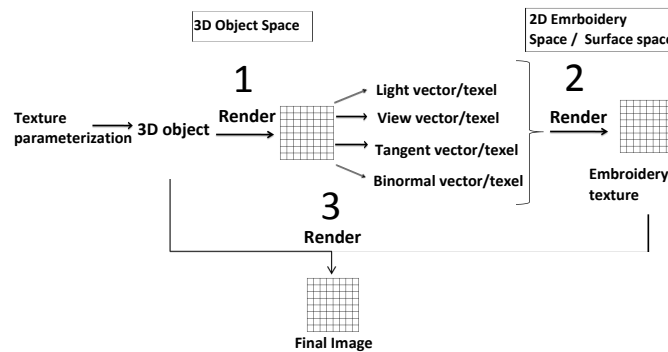 3D Object Space
2D Emrboidery
Space / Surface space
1
2
Texture
parameterization
3D object
Render
Light vector/texel
View vector/texel
Tangent vector/texel
Binormal vector/texel
Render
Embroidery
texture
3
Render
Final Image